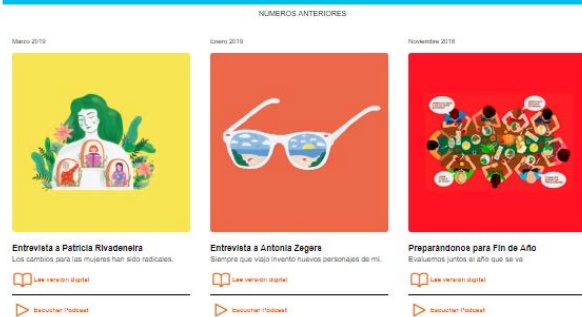 NÚMEROS ANTERIORES
Marzo 2019
Enero 2019
Noviembre 2018
Entrevista a Patricia Rivadeneira
Los cambios para las mujeres han sido radicales.
Lee versión digital
Escuchar Podcast
Entrevista a Antonia Zegers
Siempre que viajo invento nuevos personajes de mi.
Lee versión digital
Escuchar Podcast
Preparándonos para Fin de Año
Evaluemos juntos el año que se va
Lee versión digital
Escuchar Podcast